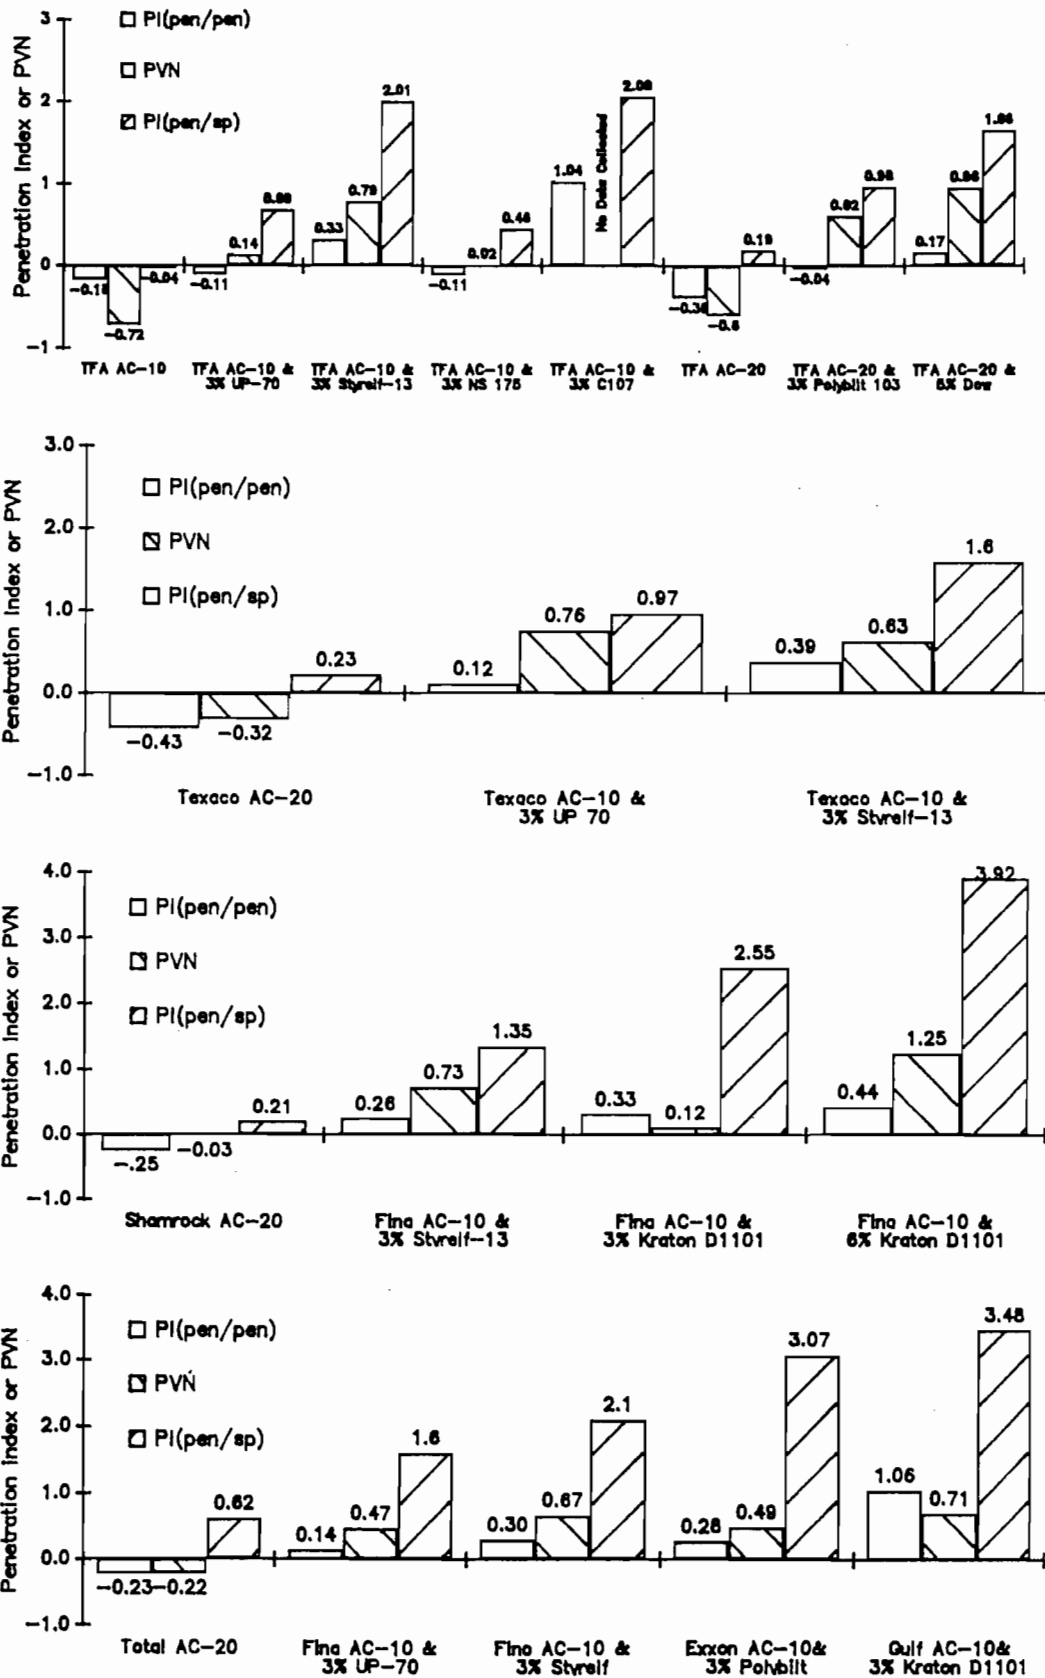 Penetration Index or PVN
3
2
1
0
-1
PI(pen/pen)
PVN
PI(pen/sp)
-0.72
-0.04
-0.11
0.14
0.33
0.79
2.01
-0.11
0.02
0.46
1.04
No Data Collected
0.19
-0.04
0.98
0.17
TFA AC-10
TFA AC-10 & 3% UP-70
TFA AC-10 & 3% Styrelf-13
TFA AC-10 & 3% NS 175
TFA AC-10 & 3% C107
TFA AC-20
TFA AC-20 & 3% Polybilt 103
TFA AC-20 & 5% Dow
Penetration Index or PVN
3.0
2.0
1.0
0.0
-1.0
PI(pen/pen)
PVN
PI(pen/sp)
-0.43
-0.32
0.23
0.12
0.76
0.97
0.39
0.63
1.6
Texaco AC-20
Texaco AC-10 & 3% UP 70
Texaco AC-10 & 3% Styrelf-13
Penetration Index or PVN
4.0
3.0
2.0
1.0
0.0
-1.0
PI(pen/pen)
PVN
PI(pen/sp)
-.25
-0.03
0.21
0.26
0.73
1.35
0.33
0.12
2.55
0.44
1.25
3.92
Shamrock AC-20
Fina AC-10 & 3% Styrelf-13
Fina AC-10 & 3% Kraton D1101
Fina AC-10 & 6% Kraton D1101
Penetration Index or PVN
4.0
3.0
2.0
1.0
0.0
-1.0
PI(pen/pen)
PVN
PI(pen/sp)
-0.23
-0.22
0.62
0.14
0.47
1.6
0.30
0.67
2.1
0.28
0.49
3.07
1.06
0.71
3.48
Total AC-20
Fina AC-10 & 3% UP-70
Fina AC-10 & 3% Styrelf
Exxon AC-10& 3% Polybilt
Gulf AC-10& 3% Kraton D1101